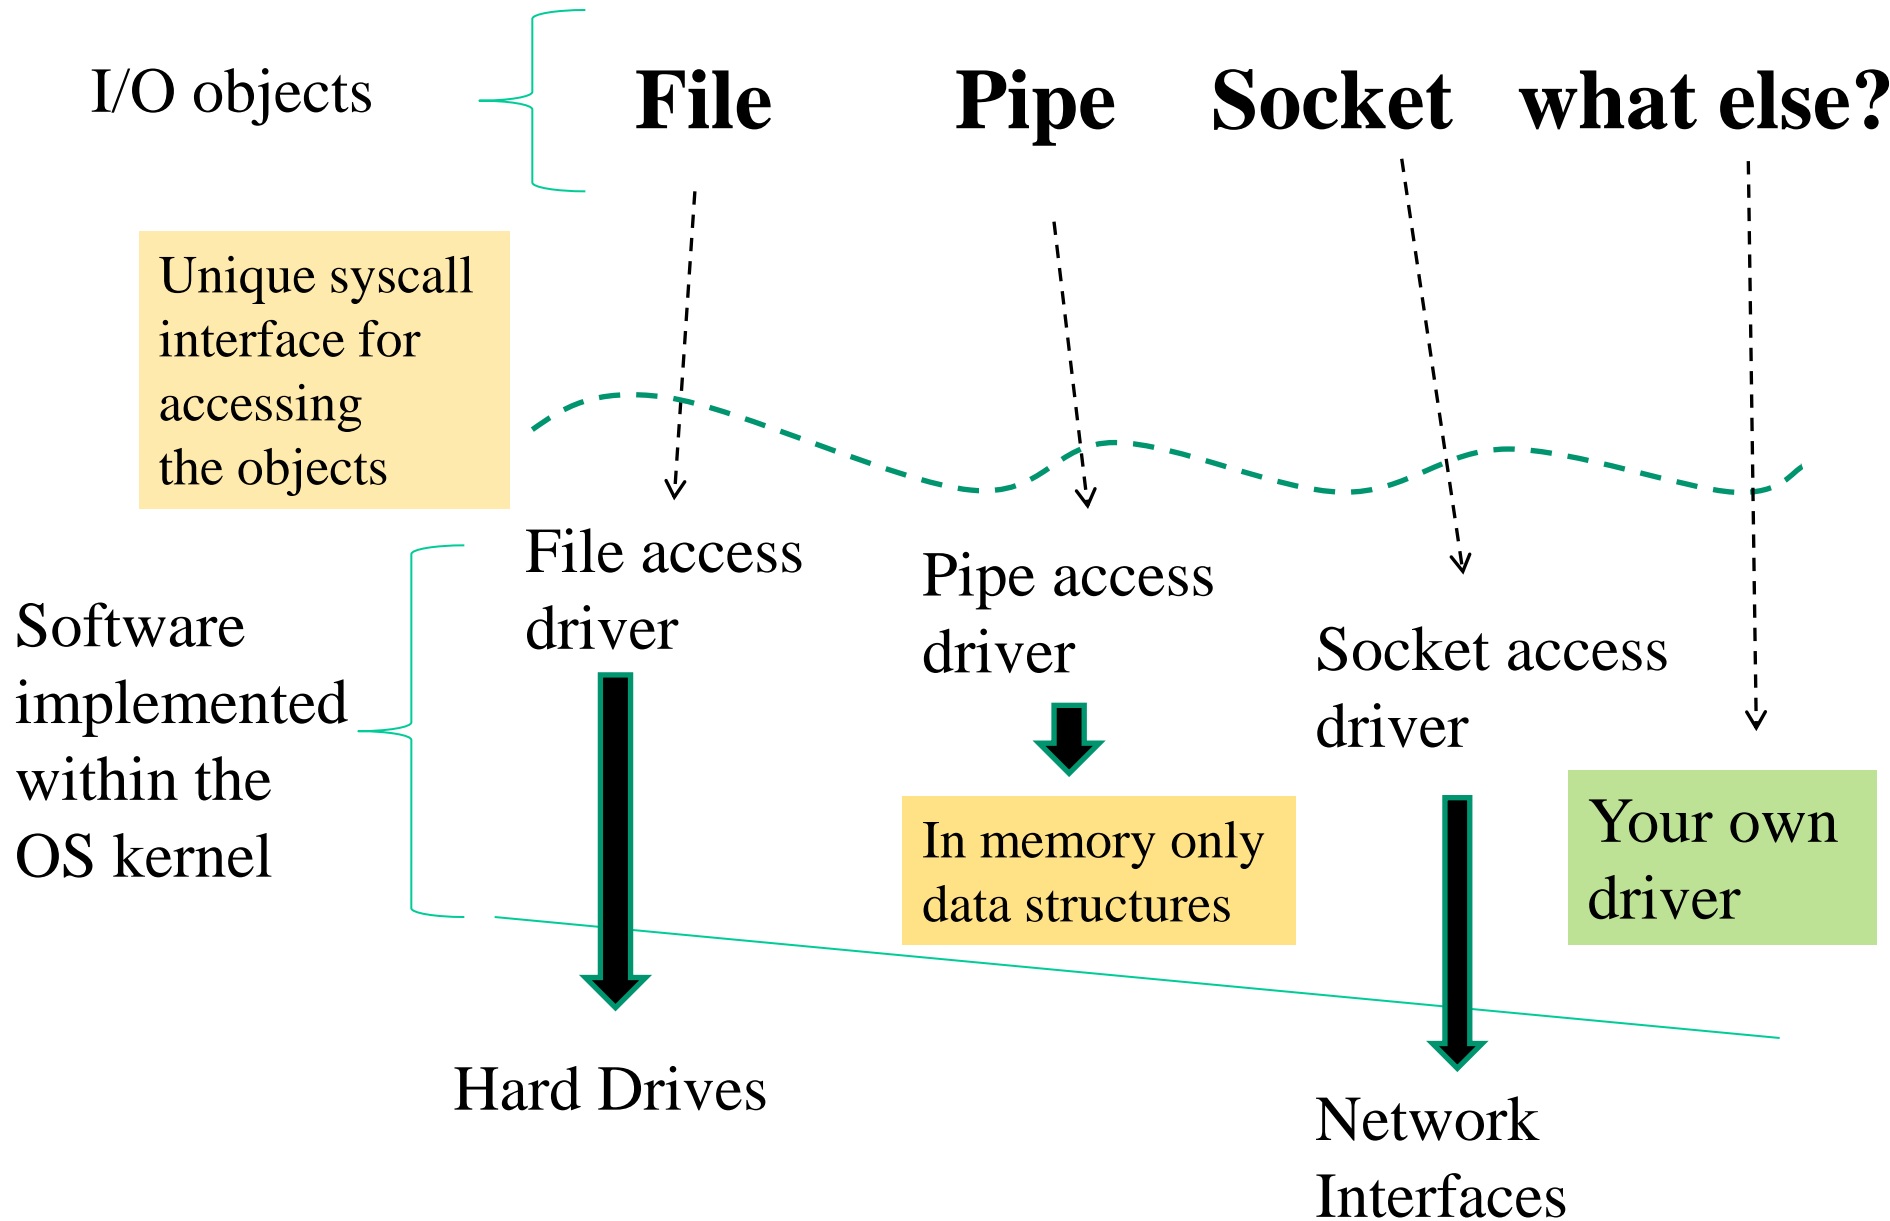 I/O objects
File
Pipe
Socket
what else?
Unique syscall
interface for
accessing
the objects
Software
implemented
within the
OS kernel
File access
driver
Pipe access
driver
Socket access
driver
In memory only
data structures
Your own
driver
Hard Drives
Network
Interfaces